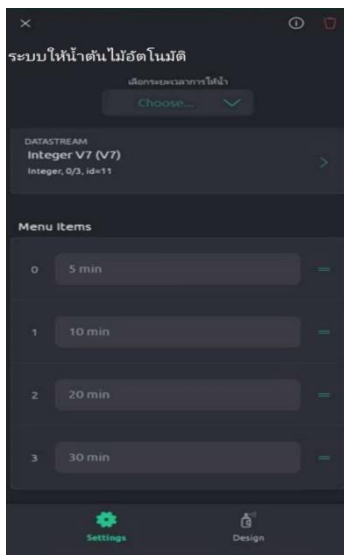 ระบบให้น้ำต้นไม้อัตโนมัติ
เลือกระยะเวลาการให้น้ำ
Choose...
DATASTREAM
Integer V7 (V7)
Integer, 0/3, id=11
Menu Items
0 5 min
1 10 min
2 20 min
3 30 min
Settings Design